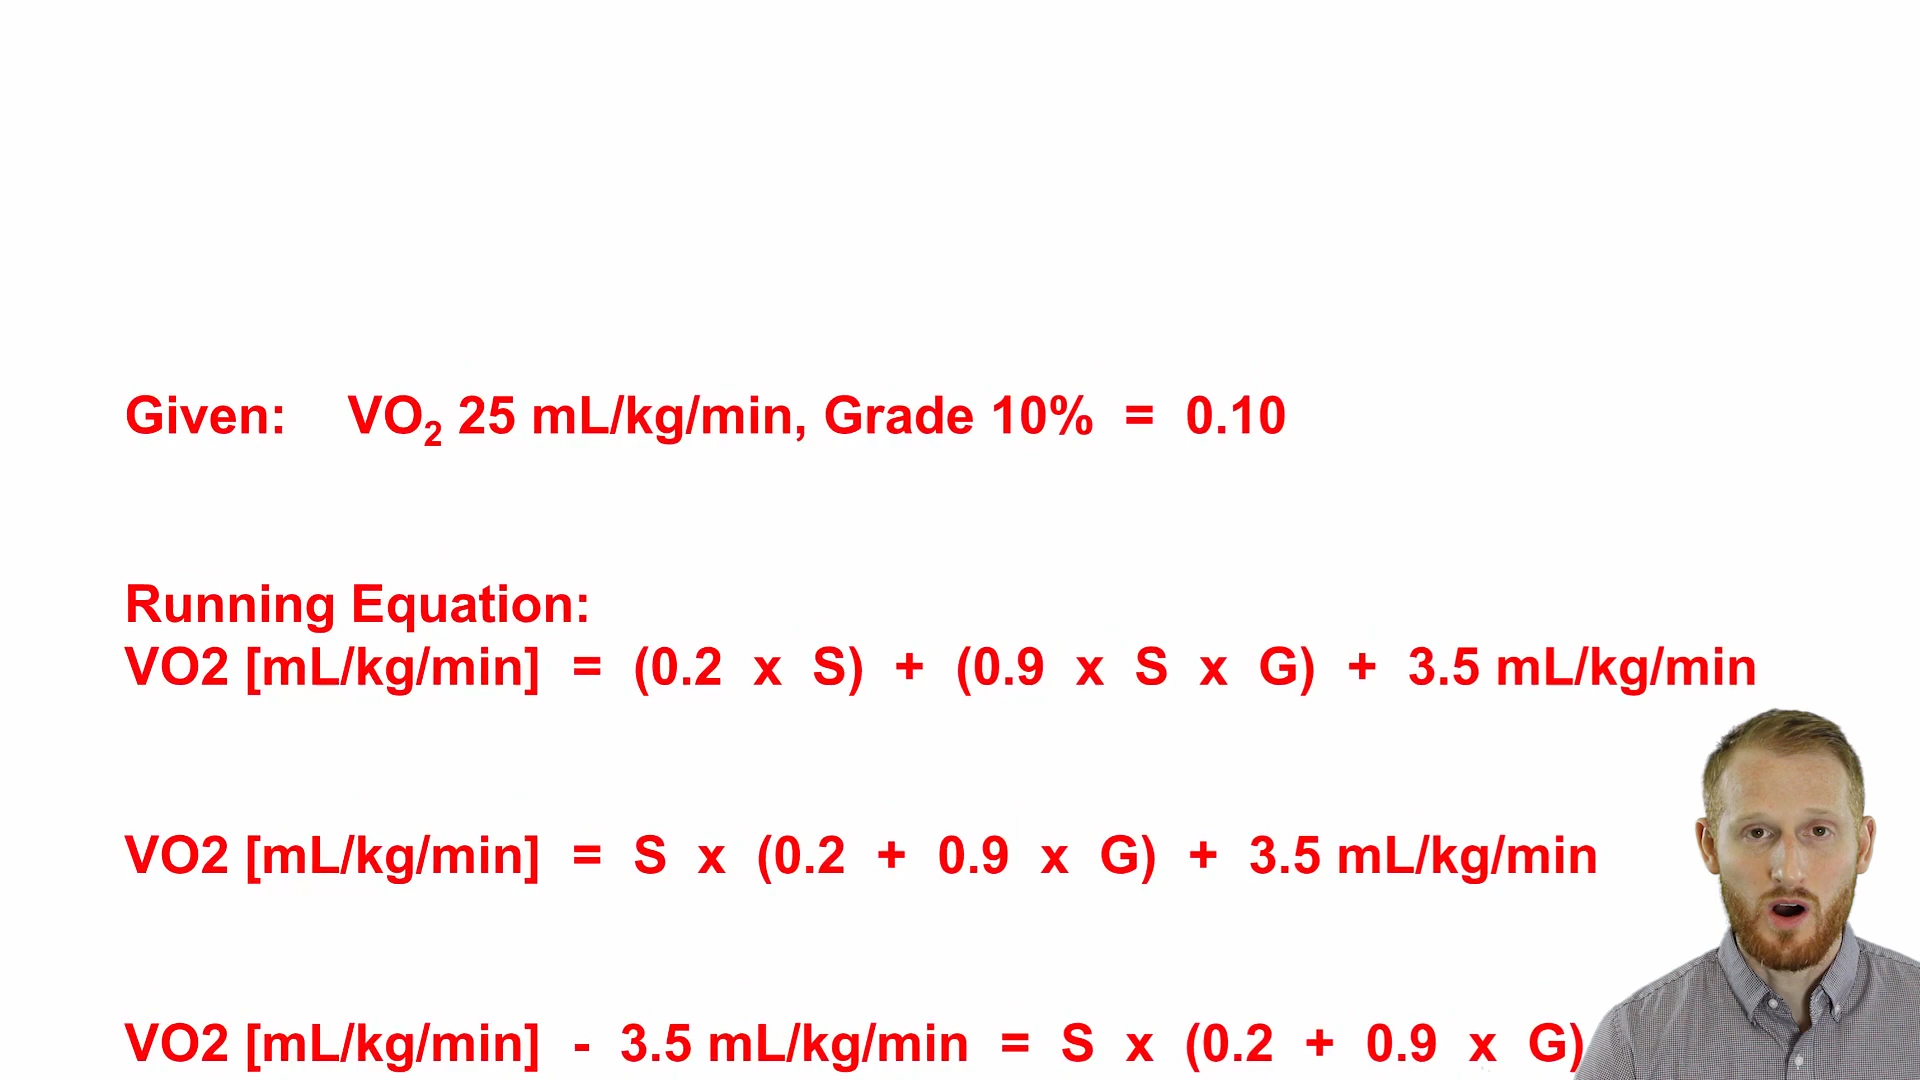 Given: VO₂ 25 mL/kg/min, Grade 10% = 0.10
Running Equation:
VO2 [mL/kg/min] = (0.2 x S) + (0.9 x S x G) + 3.5 mL/kg/min
VO2 [mL/kg/min] = S x (0.2 + 0.9 x G) + 3.5 mL/kg/min
VO2 [mL/kg/min] - 3.5 mL/kg/min = S x (0.2 + 0.9 x G)